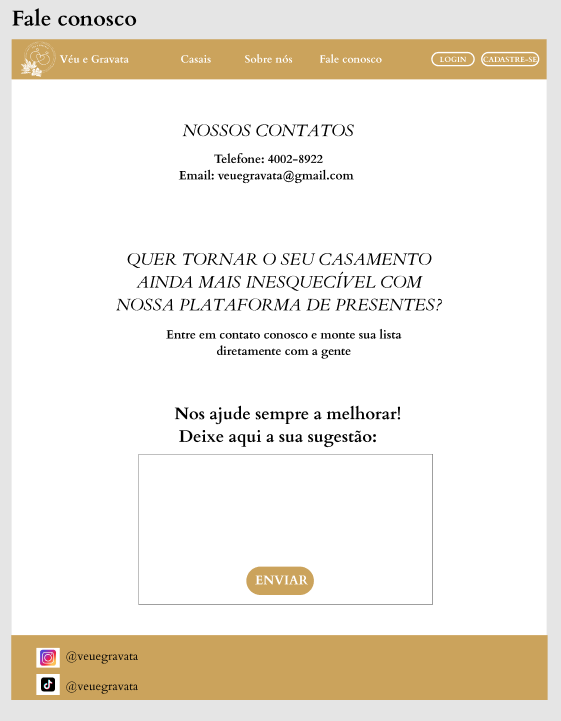 Fale conosco
Véu e Gravata
Casais
Sobre nós
Fale conosco
LOGIN
CADASTRE-SE
NOSSOS CONTATOS
Telefone: 4002-8922
Email: veuegravata@gmail.com
QUER TORNAR O SEU CASAMENTO
AINDA MAIS INESQUECÍVEL COM
NOSSA PLATAFORMA DE PRESENTES?
Entre em contato conosco e monte sua lista
diretamente com a gente
Nos ajude sempre a melhorar!
Deixe aqui a sua sugestão:
ENVIAR
@veuegravata
@veuegravata